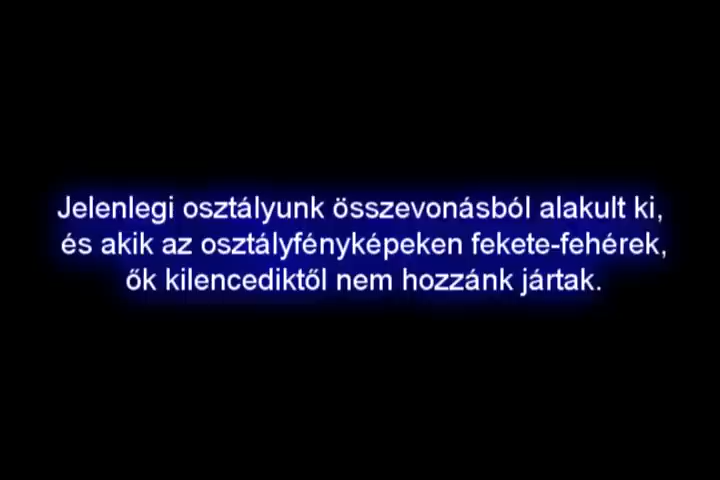 Jelenlegi osztályunk összevonásból alakult ki,
és akik az osztályfényképeken fekete-fehérek,
ők kilencediktől nem hozzánk jártak.